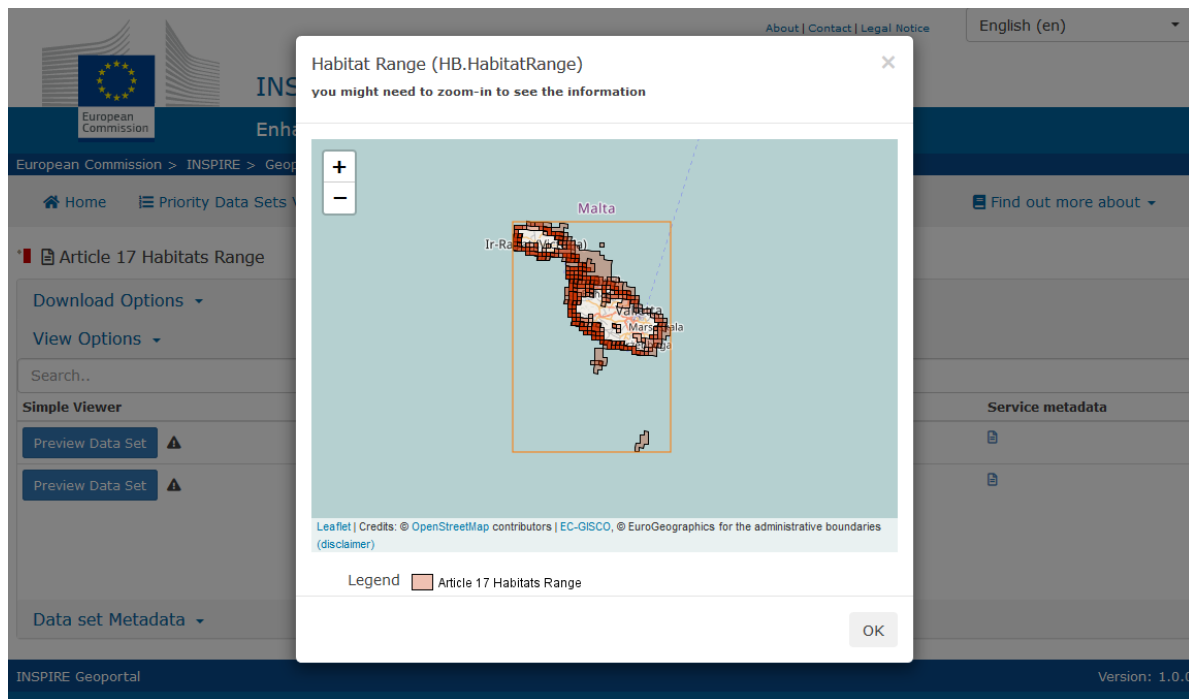 About | Contact | Legal Notice
English (en)
European
Commission
INS
Enha
European Commission > INSPIRE > Geop
Home
Priority Data Sets V
Find out more about
Article 17 Habitats Range
Download Options
View Options
Search..
Simple Viewer
Service metadata
Preview Data Set
Preview Data Set
Data set Metadata
INSPIRE Geoportal
Version: 1.0.0
Habitat Range (HB.HabitatRange)
×
you might need to zoom-in to see the information
+
−
Malta
Leaflet | Credits: © OpenStreetMap contributors | EC-GISCO, © EuroGeographics for the administrative boundaries
(disclaimer)
Legend
Article 17 Habitats Range
OK